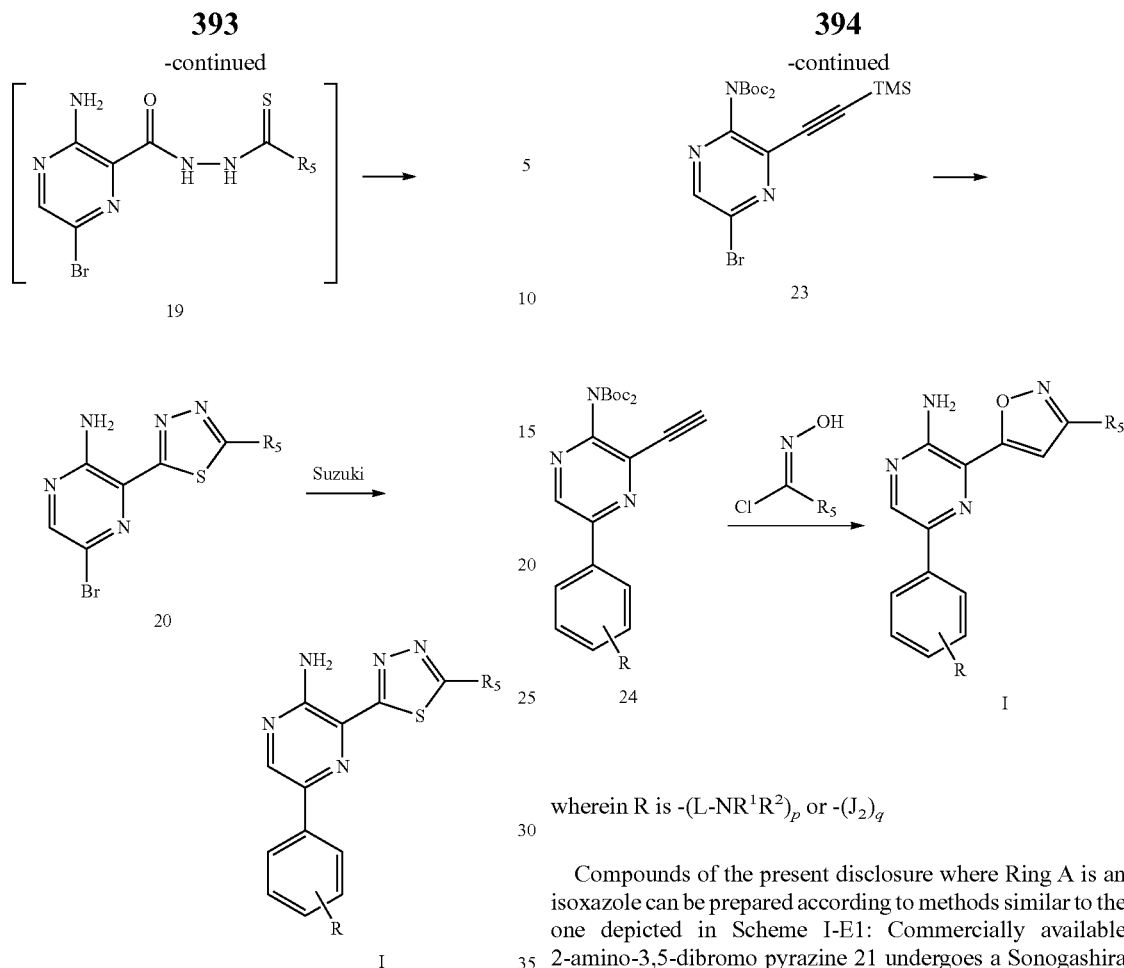 393
-continued
NH2
O
S
N
N
H
N
H
R5
N
Br
19
NH2
N
N
N
S
R5
N
Br
20
Suzuki
NH2
N
N
N
S
R5
N
R
I
5
10
15
20
25
30
35
394
-continued
NBoc2
TMS
N
N
Br
23
NBoc2
N
N
R
24
N
OH
Cl
R5
NH2
O
N
R5
N
N
R
I
wherein R is -(L-NR¹R²)ₚ or -(J₂)q
Compounds of the present disclosure where Ring A is an
isoxazole can be prepared according to methods similar to the
one depicted in Scheme I-E1: Commercially available
2-amino-3,5-dibromo pyrazine 21 undergoes a Sonogashira